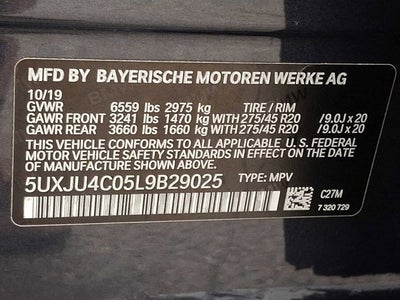 MFD BY BAYERISCHE MOTOREN WERKE AG
10/19
GVWR 6559 lbs 2975 kg TIRE / RIM
GAWR FRONT 3241 lbs 1470 kg WITH 275/45 R20 /9.0J x 20
GAWR REAR 3660 lbs 1660 kg WITH 275/45 R20 /9.0J x 20
THIS VEHICLE CONFORMS TO ALL APPLICABLE U. S. FEDERAL
MOTOR VEHICLE SAFETY STANDARDS IN EFFECT ON THE DATE
OF MANUFACTURE SHOWN ABOVE.
5UXJU4C05L9B29025 TYPE: MPV
C27M
7 320 729